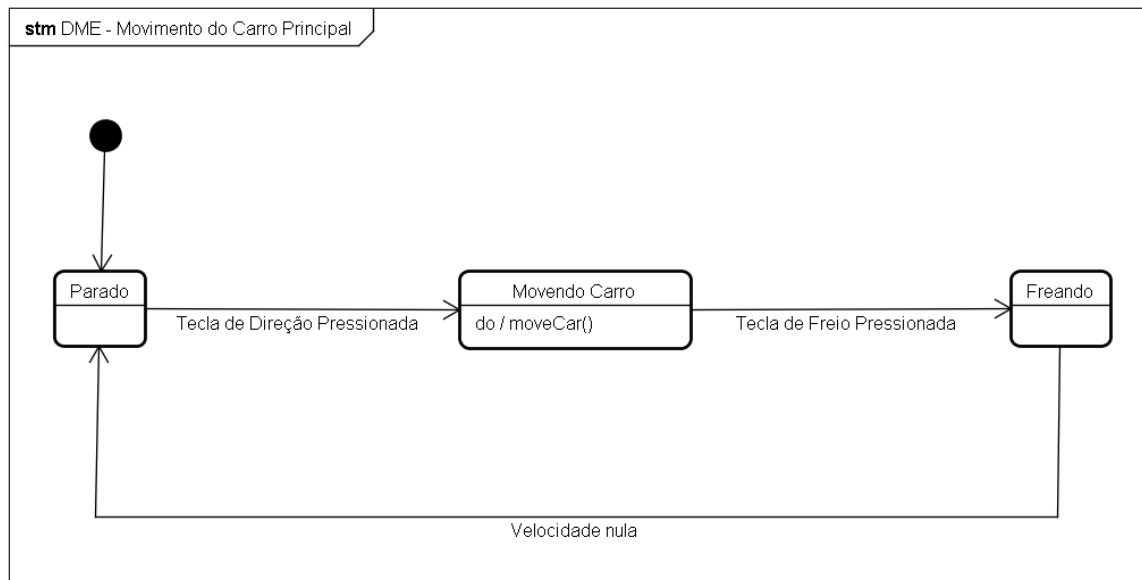 stm DME - Movimento do Carro Principal
Parado
Tecla de Direção Pressionada
Movendo Carro
do / moveCar()
Tecla de Freio Pressionada
Freando
Velocidade nula